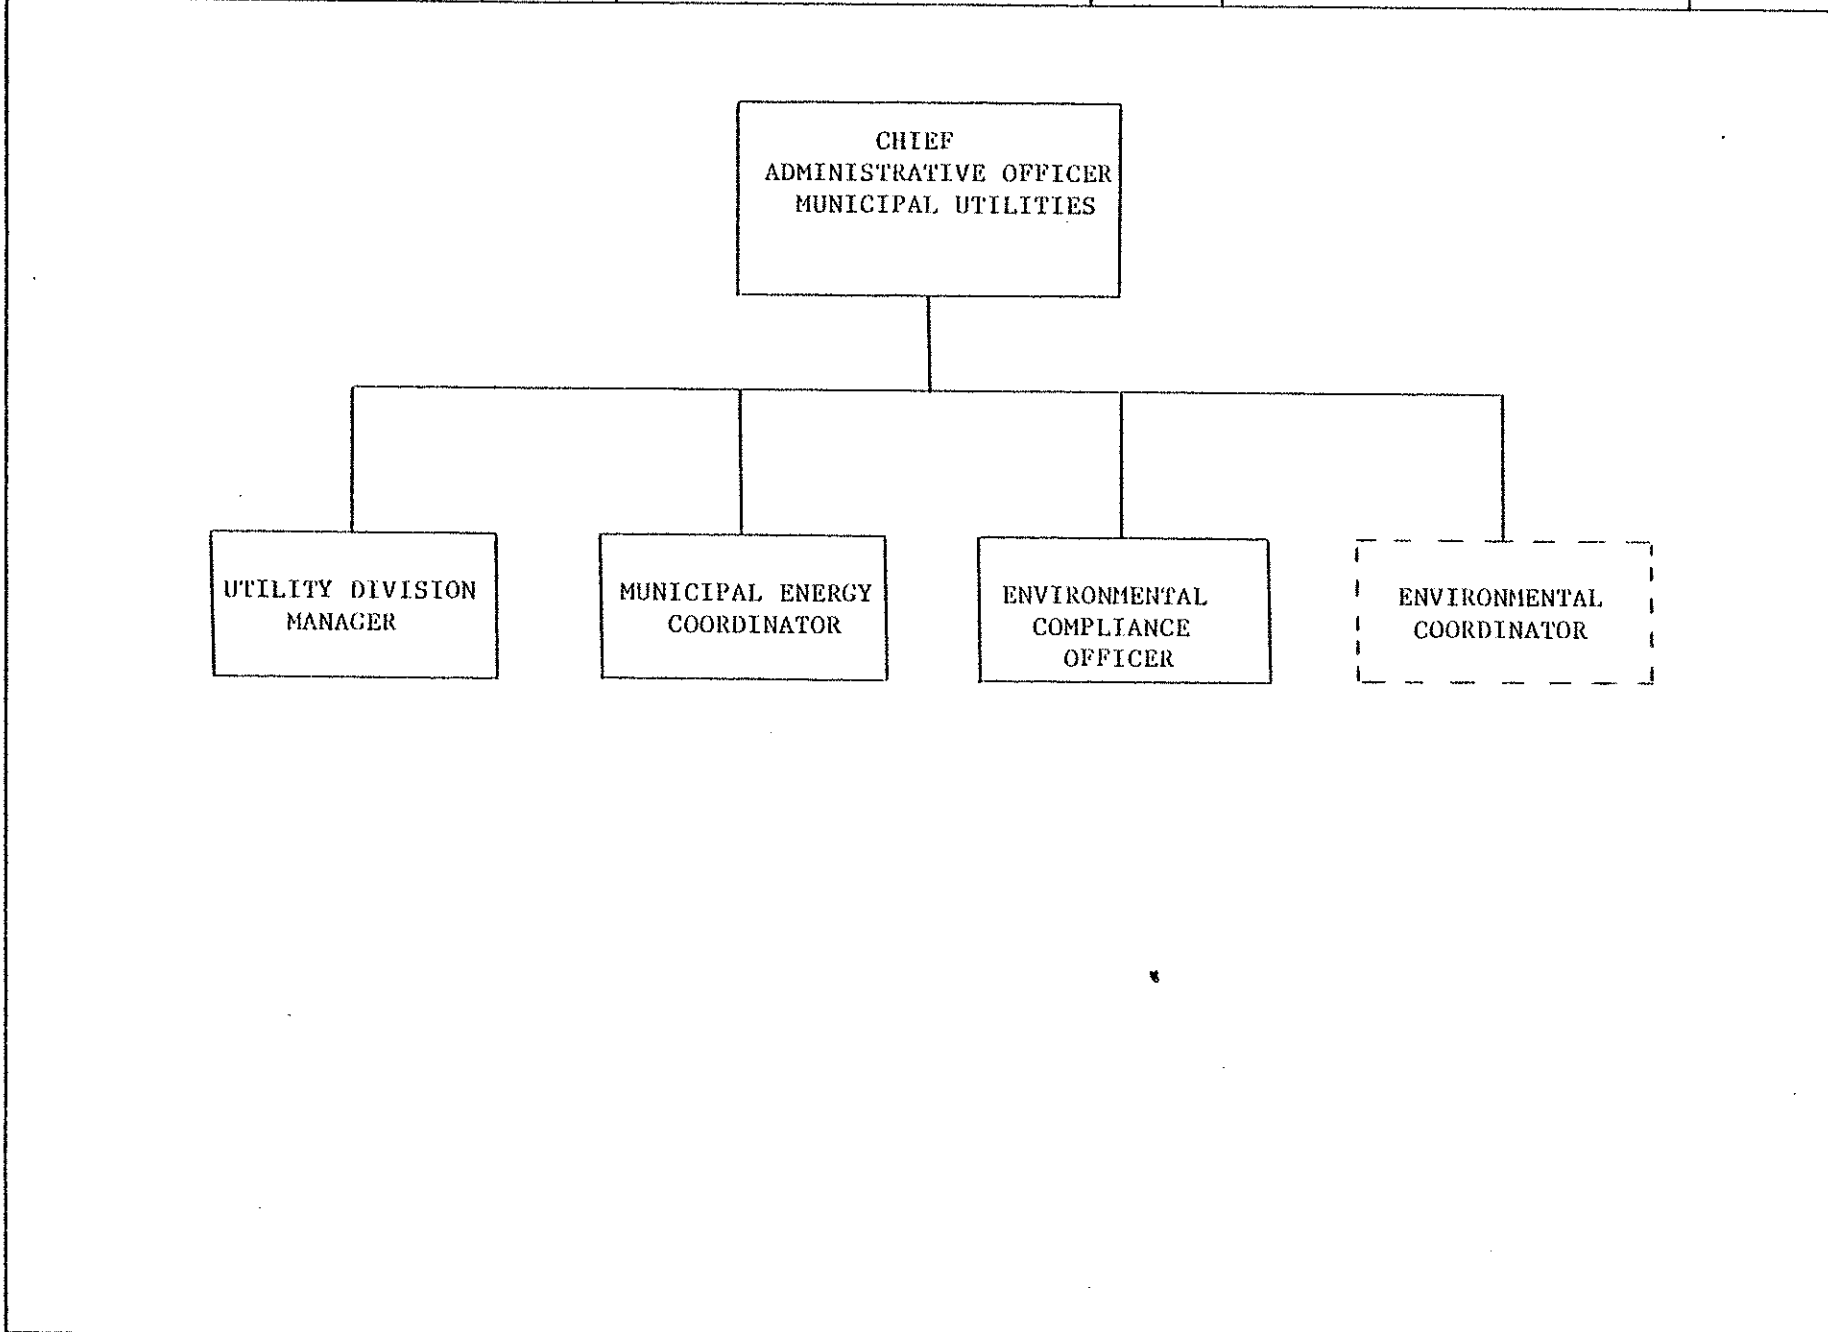 CHIEF
ADMINISTRATIVE OFFICER
MUNICIPAL UTILITIES
UTILITY DIVISION
MANAGER
MUNICIPAL ENERGY
COORDINATOR
ENVIRONMENTAL
COMPLIANCE
OFFICER
ENVIRONMENTAL
COORDINATOR